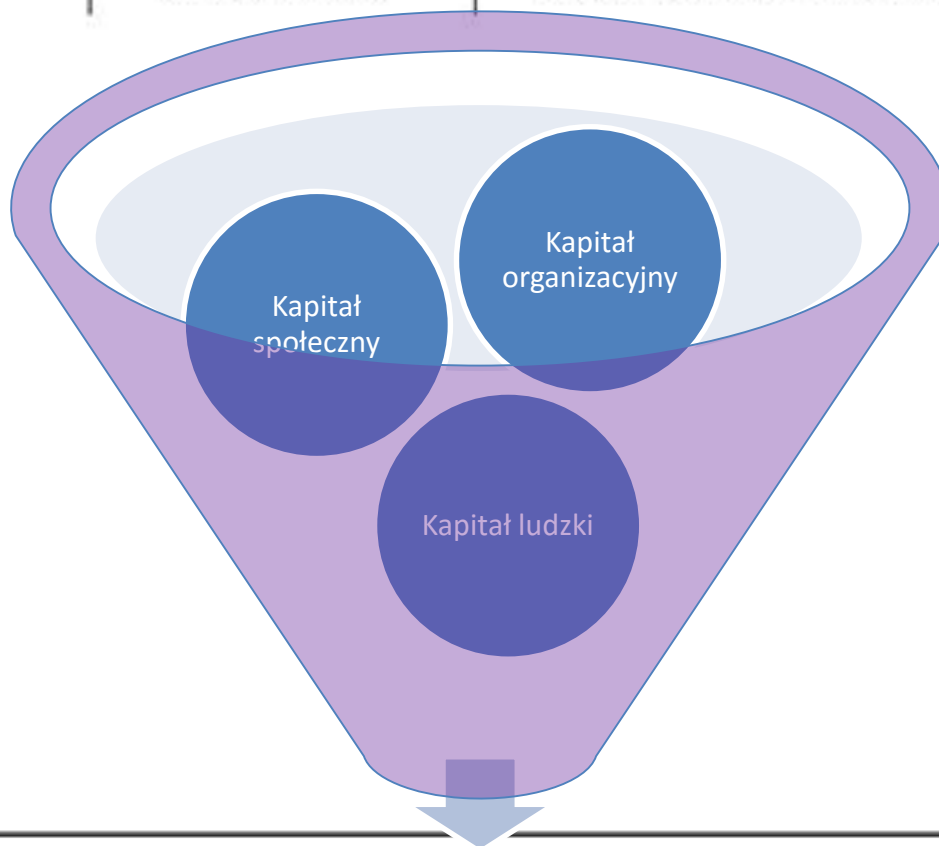 Kapitał
organizacyjny
Kapitał
społeczny
Kapitał ludzki